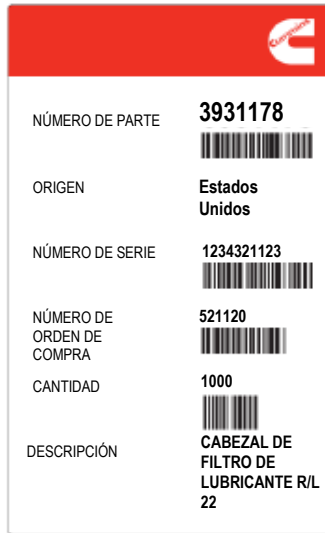 Cummins
NÚMERO DE PARTE 3931178
ORIGEN Estados
Unidos
NÚMERO DE SERIE 1234321123
NÚMERO DE 521120
ORDEN DE
COMPRA
CANTIDAD 1000
DESCRIPCIÓN CABEZAL DE
FILTRO DE
LUBRICANTE R/L
22